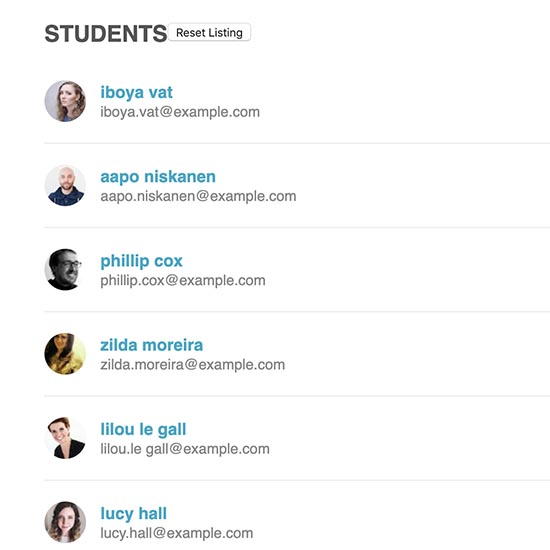 STUDENTS Reset Listing
iboya vat
iboya.vat@example.com
aapo niskanen
aapo.niskanen@example.com
phillip cox
phillip.cox@example.com
zilda moreira
zilda.moreira@example.com
lilou le gall
lilou.le gall@example.com
lucy hall
lucy.hall@example.com